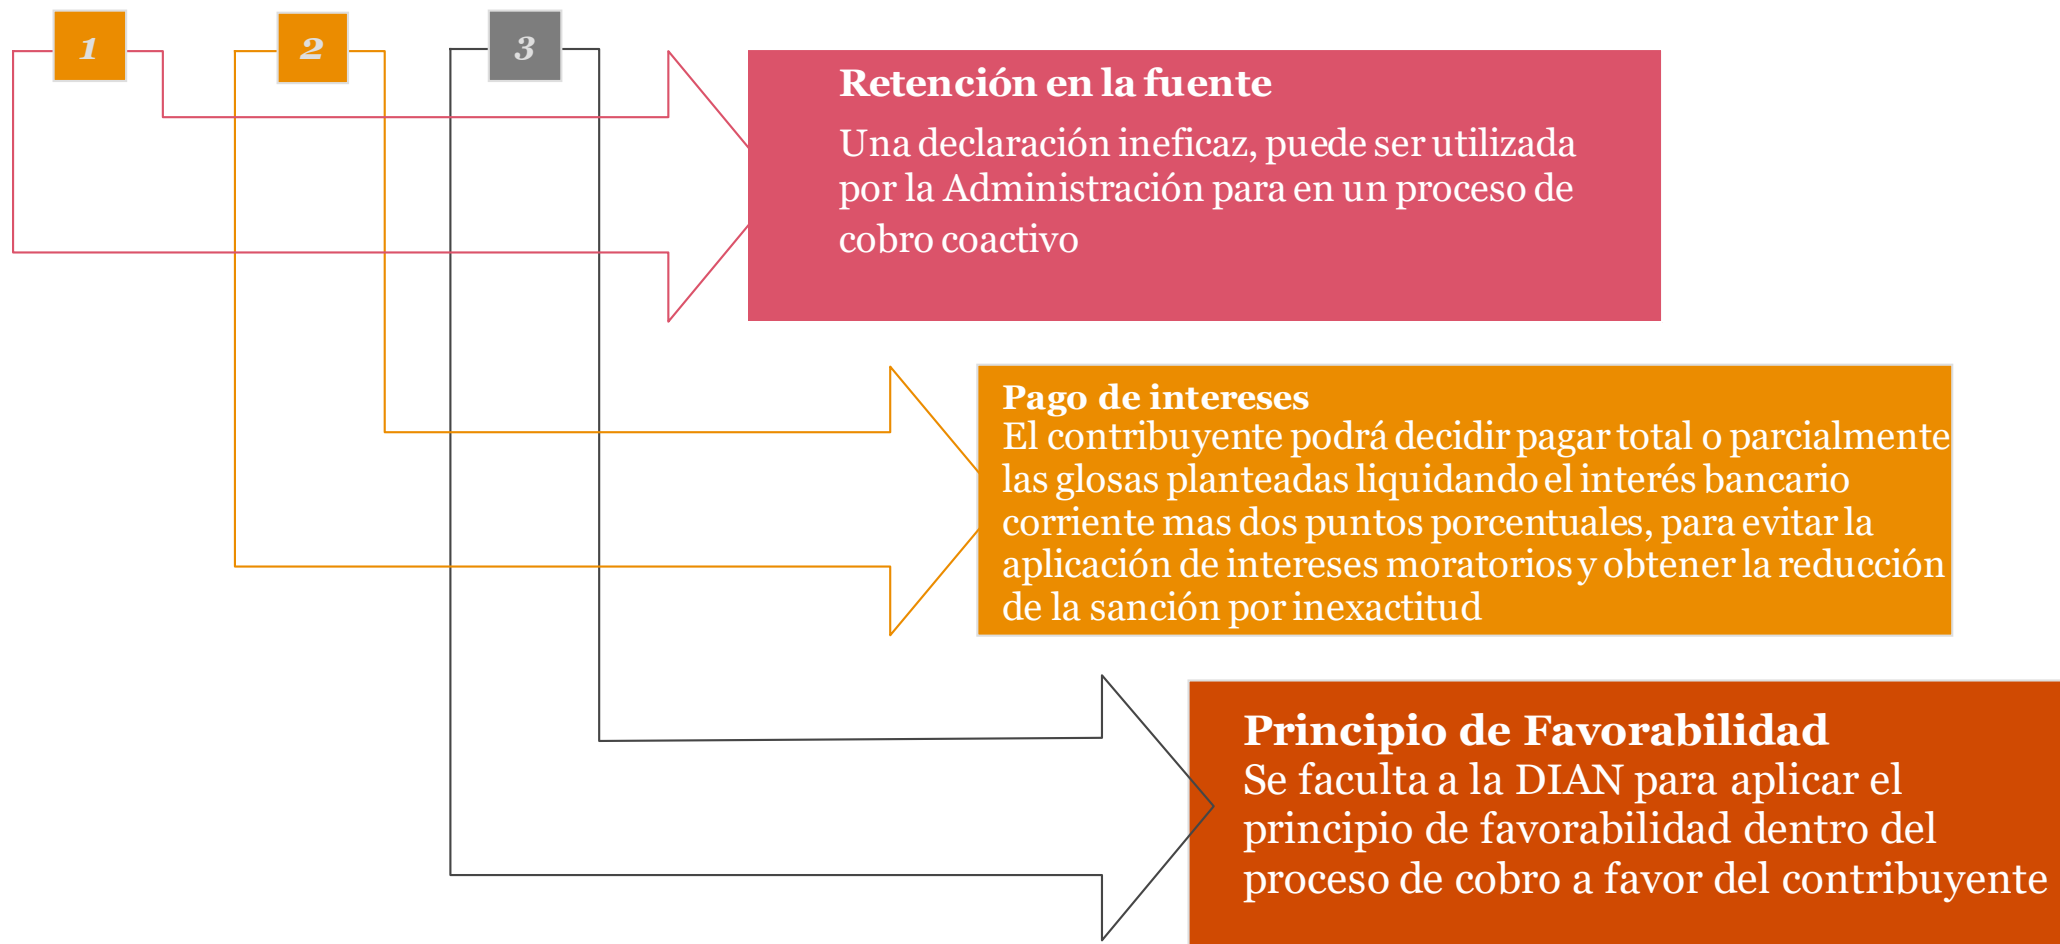 1
2
3
Retención en la fuente
Una declaración ineficaz, puede ser utilizada
por la Administración para en un proceso de
cobro coactivo
Pago de intereses
El contribuyente podrá decidir pagar total o parcialmente
las glosas planteadas liquidando el interés bancario
corriente mas dos puntos porcentuales, para evitar la
aplicación de intereses moratorios y obtener la reducción
de la sanción por inexactitud
Principio de Favorabilidad
Se faculta a la DIAN para aplicar el
principio de favorabilidad dentro del
proceso de cobro a favor del contribuyente